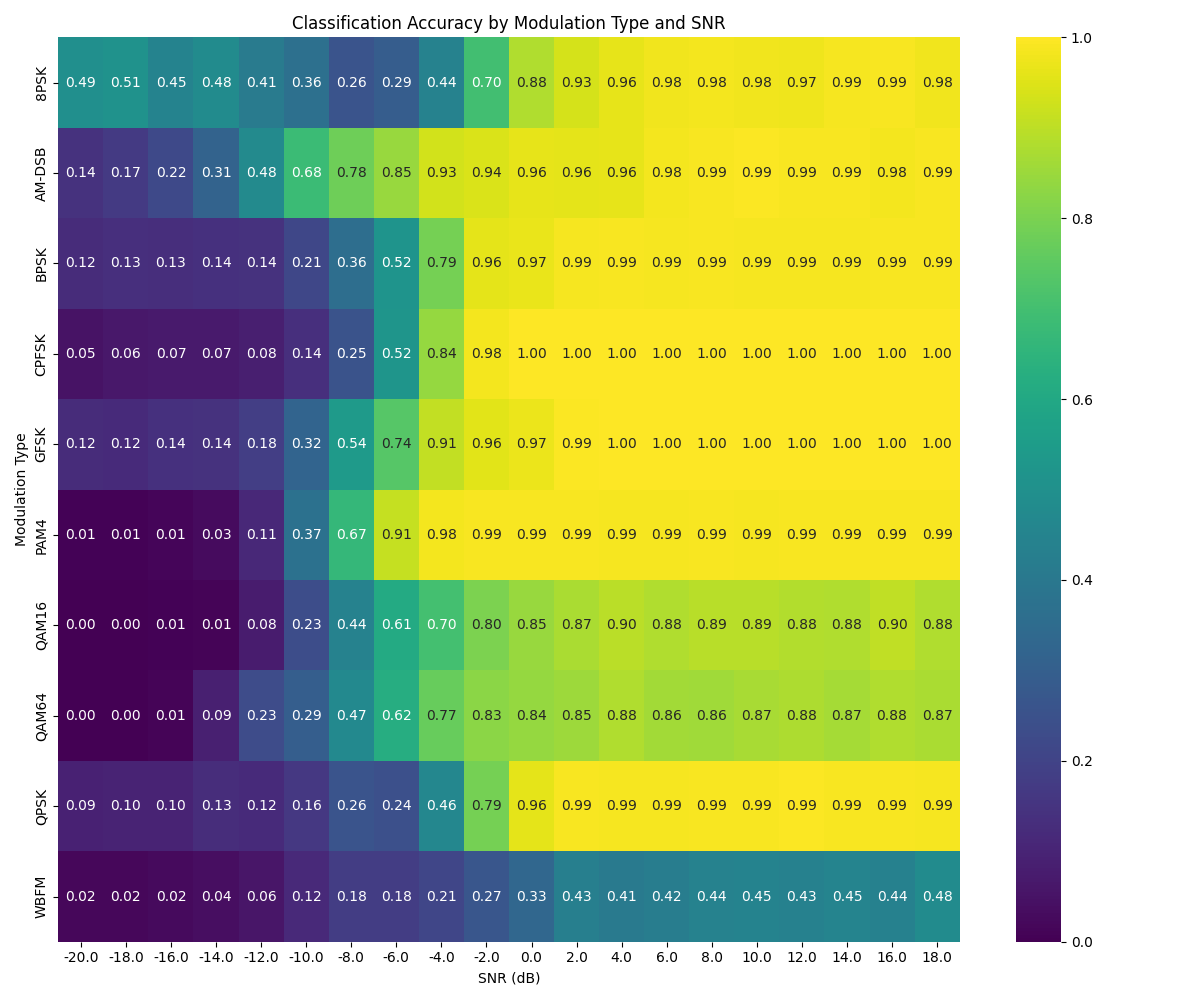 Classification Accuracy by Modulation Type and SNR
8PSK 0.49 0.51 0.45 0.48 0.41 0.36 0.26 0.29 0.44 0.70 0.88 0.93 0.96 0.98 0.98 0.98 0.97 0.99 0.99 0.98
AM-DSB 0.14 0.17 0.22 0.31 0.48 0.68 0.78 0.85 0.93 0.94 0.96 0.96 0.96 0.98 0.99 0.99 0.99 0.99 0.98 0.99
BPSK 0.12 0.13 0.13 0.14 0.14 0.21 0.36 0.52 0.79 0.96 0.97 0.99 0.99 0.99 0.99 0.99 0.99 0.99 0.99 0.99
CPFSK 0.05 0.06 0.07 0.07 0.08 0.14 0.25 0.52 0.84 0.98 1.00 1.00 1.00 1.00 1.00 1.00 1.00 1.00 1.00 1.00
GFSK 0.12 0.12 0.14 0.14 0.18 0.32 0.54 0.74 0.91 0.96 0.97 0.99 1.00 1.00 1.00 1.00 1.00 1.00 1.00 1.00
PAM4 0.01 0.01 0.01 0.03 0.11 0.37 0.67 0.91 0.98 0.99 0.99 0.99 0.99 0.99 0.99 0.99 0.99 0.99 0.99 0.99
QAM16 0.00 0.00 0.01 0.01 0.08 0.23 0.44 0.61 0.70 0.80 0.85 0.87 0.90 0.88 0.89 0.89 0.88 0.88 0.90 0.88
QAM64 0.00 0.00 0.01 0.09 0.23 0.29 0.47 0.62 0.77 0.83 0.84 0.85 0.88 0.86 0.86 0.87 0.88 0.87 0.88 0.87
QPSK 0.09 0.10 0.10 0.13 0.12 0.16 0.26 0.24 0.46 0.79 0.96 0.99 0.99 0.99 0.99 0.99 0.99 0.99 0.99 0.99
WBFM 0.02 0.02 0.02 0.04 0.06 0.12 0.18 0.18 0.21 0.27 0.33 0.43 0.41 0.42 0.44 0.45 0.43 0.45 0.44 0.48
-20.0 -18.0 -16.0 -14.0 -12.0 -10.0 -8.0 -6.0 -4.0 -2.0 0.0 2.0 4.0 6.0 8.0 10.0 12.0 14.0 16.0 18.0
SNR (dB)
Modulation Type
1.0
0.8
0.6
0.4
0.2
0.0